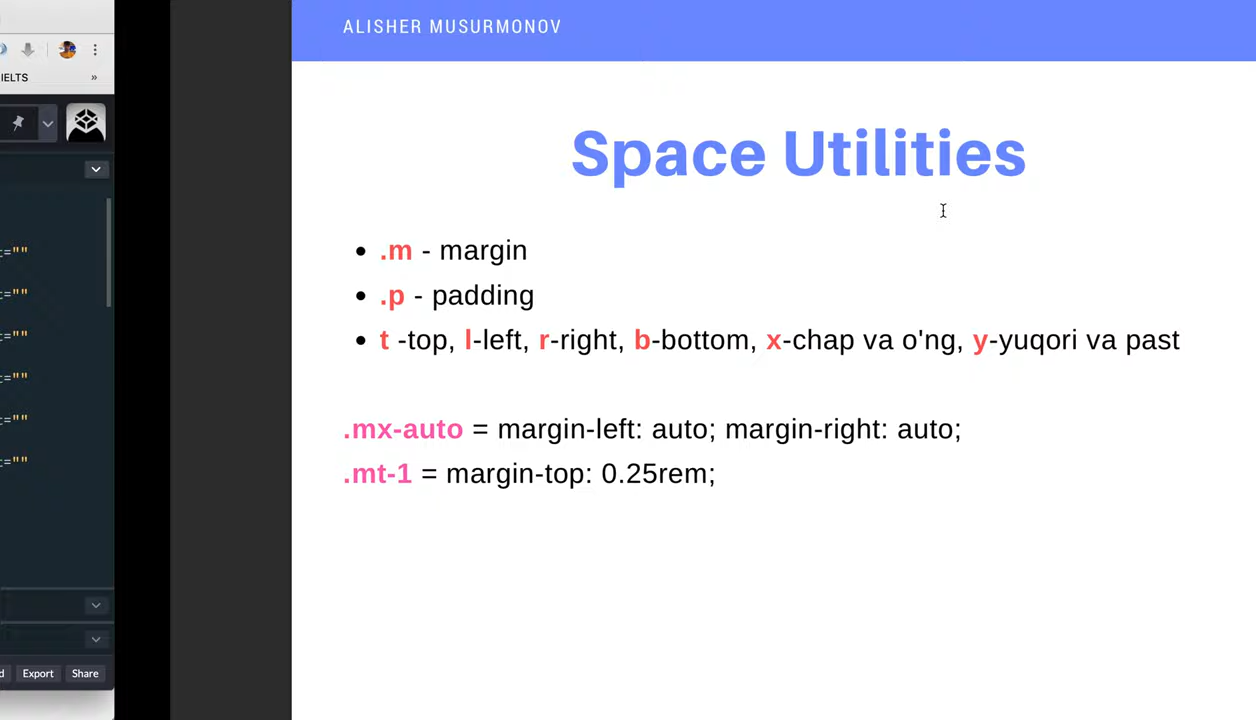 ALISHER MUSURMONOV
IELTS
»
Space Utilities
t=""
.m - margin
t=""
.p - padding
t=""
t -top, l-left, r-right, b-bottom, x-chap va o'ng, y-yuqori va past
t=""
t=""
.mx-auto = margin-left: auto; margin-right: auto;
t=""
.mt-1 = margin-top: 0.25rem;
d Export Share